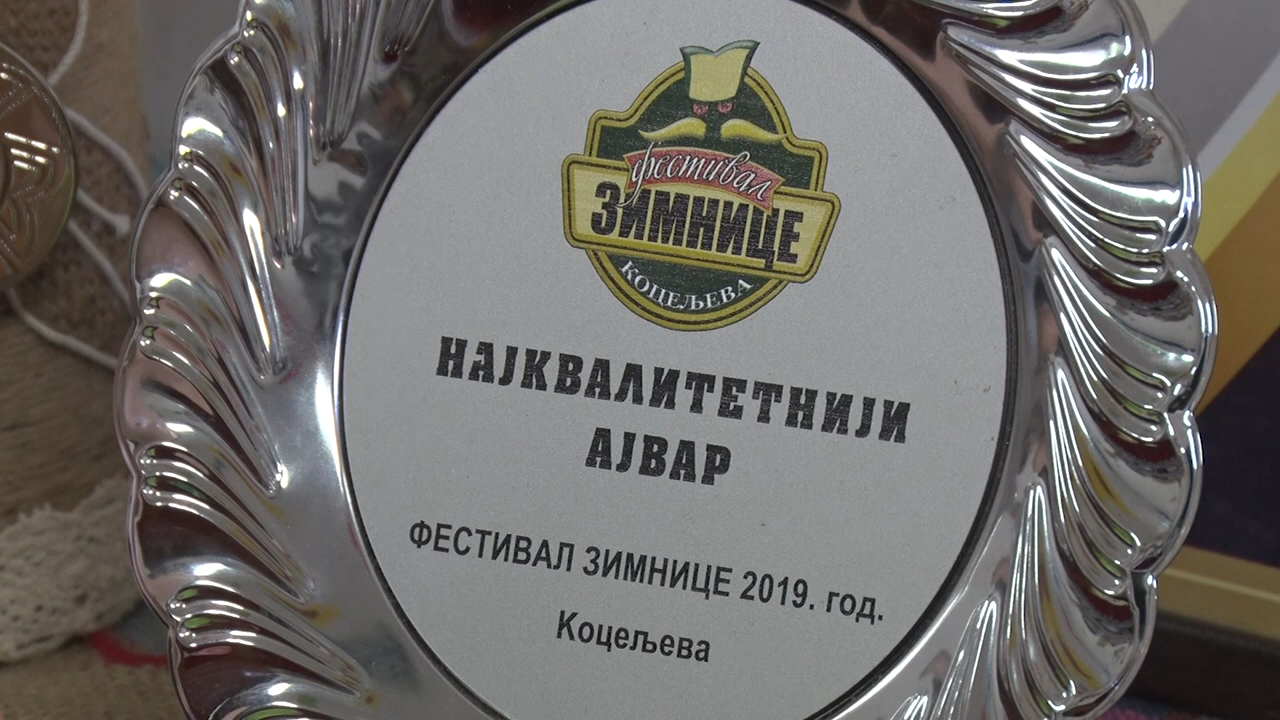 фестивал
ЗИМНИЦЕ
КОЦЕЉЕВА
НАЈКВАЛИТЕТНИЈИ
АЈВАР
ФЕСТИВАЛ ЗИМНИЦЕ 2019. год.
Коцељева